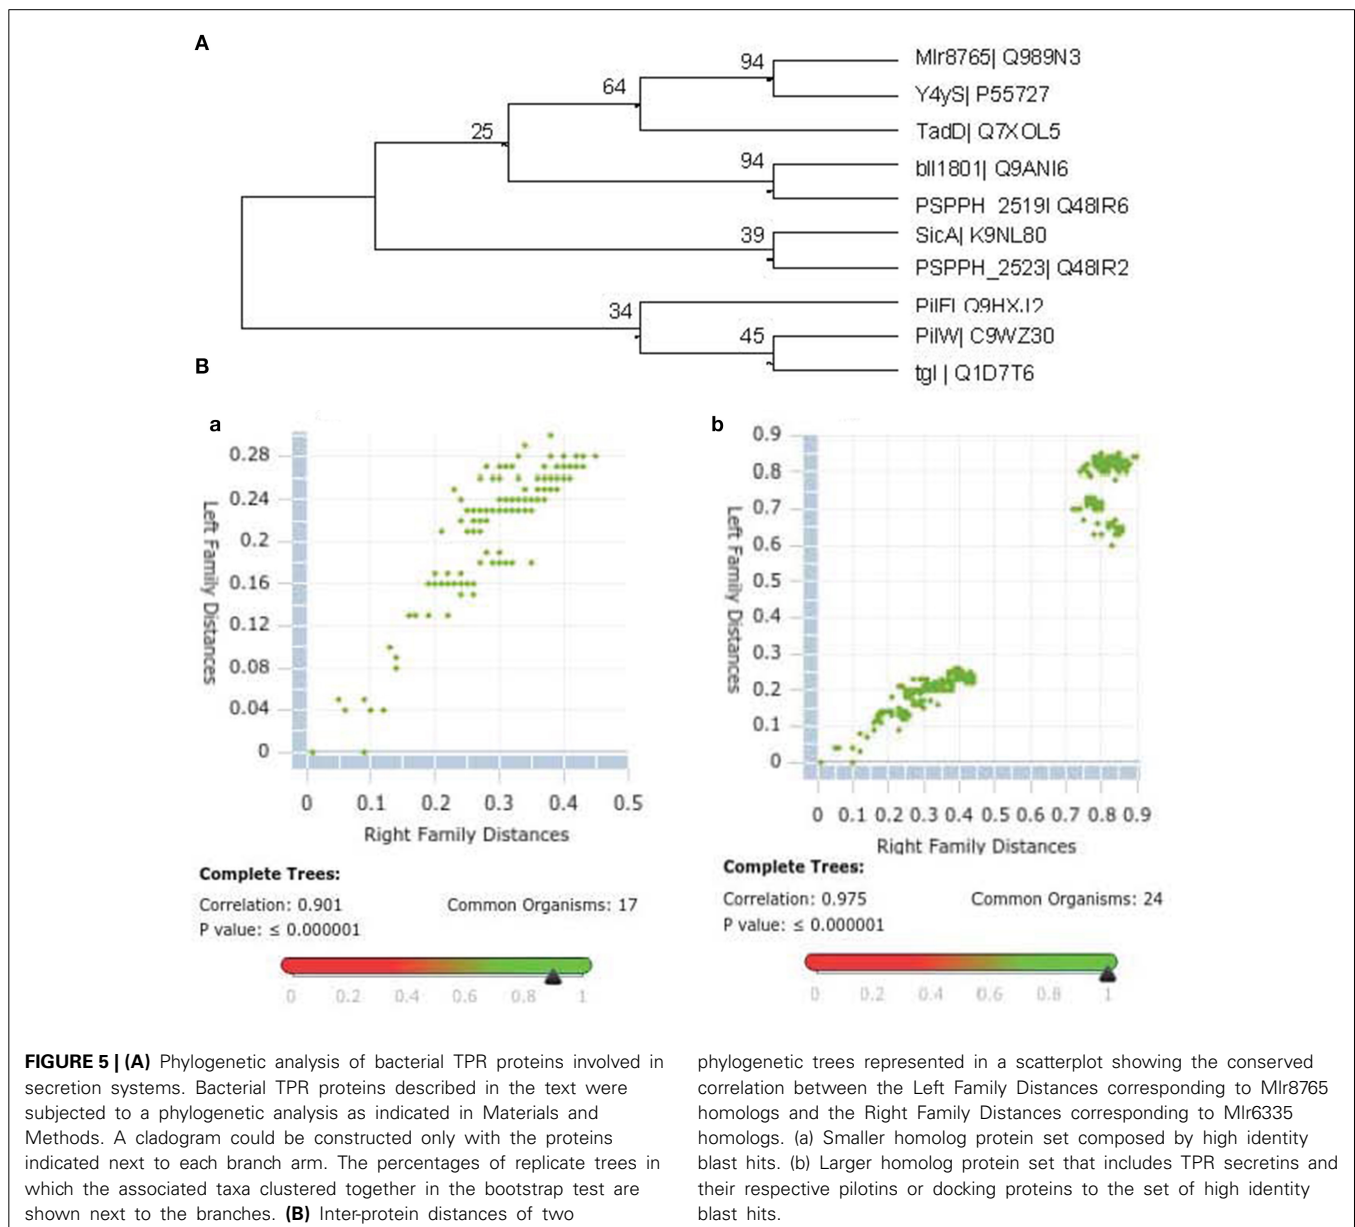 A
94
Mlr8765| Q989N3
64
Y4yS| P55727
25
TadD| Q7XOL5
94
bll1801| Q9ANI6
PSPPH_2519| Q48IR6
39
SicA| K9NL80
PSPPH_2523| Q48IR2
34
PilF| Q9HXJ2
45
PilW| C9WZ30
tgl | Q1D7T6
B
a
0.28
0.24
0.2
0.16
0.12
0.08
0.04
0
Left Family Distances
0 0.1 0.2 0.3 0.4 0.5
Right Family Distances
Complete Trees:
Correlation: 0.901 Common Organisms: 17
P value: ≤ 0.000001
0 0.2 0.4 0.6 0.8 1
b
0.9
0.8
0.7
0.6
0.5
0.4
0.3
0.2
0.1
0
Left Family Distances
0 0.1 0.2 0.3 0.4 0.5 0.6 0.7 0.8 0.9
Right Family Distances
Complete Trees:
Correlation: 0.975 Common Organisms: 24
P value: ≤ 0.000001
0 0.2 0.4 0.6 0.8 1
FIGURE 5 | (A) Phylogenetic analysis of bacterial TPR proteins involved in
secretion systems. Bacterial TPR proteins described in the text were
subjected to a phylogenetic analysis as indicated in Materials and
Methods. A cladogram could be constructed only with the proteins
indicated next to each branch arm. The percentages of replicate trees in
which the associated taxa clustered together in the bootstrap test are
shown next to the branches. (B) Inter-protein distances of two
phylogenetic trees represented in a scatterplot showing the conserved
correlation between the Left Family Distances corresponding to Mlr8765
homologs and the Right Family Distances corresponding to Mlr6335
homologs. (a) Smaller homolog protein set composed by high identity
blast hits. (b) Larger homolog protein set that includes TPR secretins and
their respective pilotins or docking proteins to the set of high identity
blast hits.